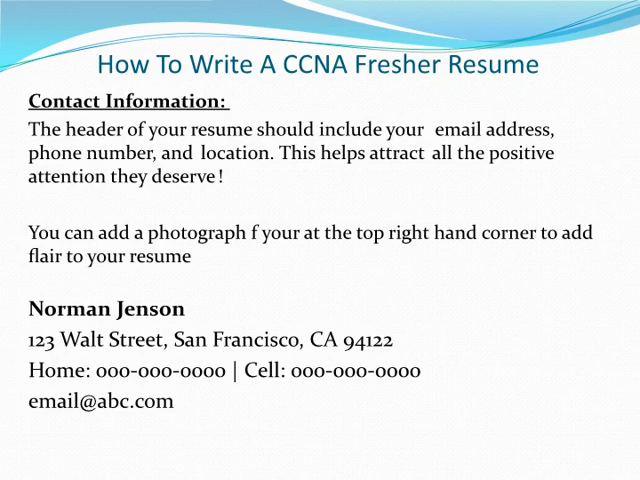 How To Write A CCNA Fresher Resume
Contact Information:
The header of your resume should include your email address,
phone number, and location. This helps attract all the positive
attention they deserve!
You can add a photograph f your at the top right hand corner to add
flair to your resume
Norman Jenson
123 Walt Street, San Francisco, CA 94122
Home: 000-000-0000 | Cell: 000-000-0000
email@abc.com